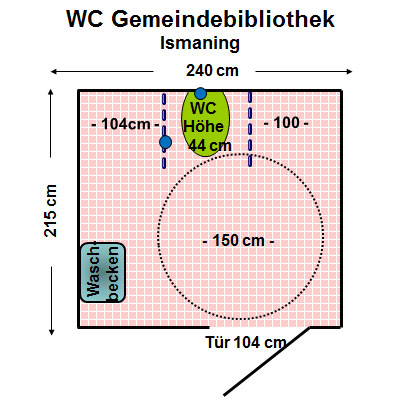 WC Gemeindebibliothek
Ismaning
240 cm
- 104cm -
WC
Höhe
44 cm
- 100 -
215 cm
- 150 cm -
Wasch-
becken
Tür 104 cm